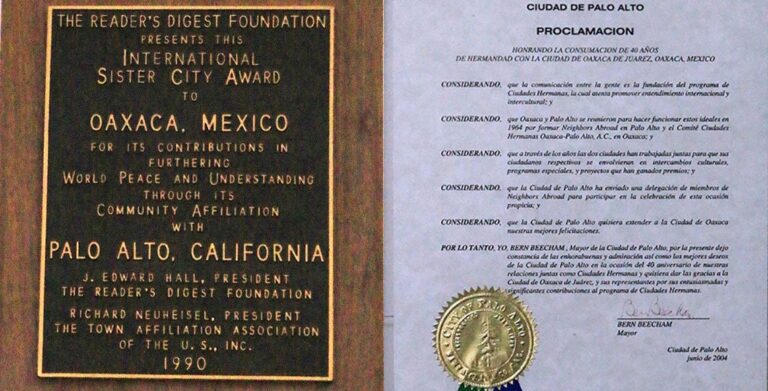 THE READER'S DIGEST FOUNDATION
PRESENTS THIS
INTERNATIONAL
SISTER CITY AWARD
TO
OAXACA, MEXICO
FOR ITS CONTRIBUTIONS IN
FURTHERING
WORLD PEACE AND UNDERSTANDING
THROUGH ITS
COMMUNITY AFFILIATION
WITH
PALO ALTO, CALIFORNIA
J. EDWARD HALL, PRESIDENT
THE READER'S DIGEST FOUNDATION
RICHARD NEUHEISEL, PRESIDENT
THE TOWN AFFILIATION ASSOCIATION
OF THE U.S., INC.
1990
CIUDAD DE PALO ALTO
PROCLAMACION
HONRANDO LA CONSUMACION DE 40 AÑOS
DE HERMANDAD CON LA CIUDAD DE OAXACA DE JUAREZ, OAXACA, MEXICO
CONSIDERANDO, que la comunicación entre la gente es la fundación del programa de
Ciudades Hermanas, la cual atenta promover entendimiento internacional y
intercultural; y
CONSIDERANDO, que Oaxaca y Palo Alto se reunieron para hacer funcionar estos ideales en
1964 por formar Neighbors Abroad en Palo Alto y el Comité Ciudades
Hermanas Oaxaca-Palo Alto, A.C., en Oaxaca; y
CONSIDERANDO, que a través de los años las dos ciudades han trabajadas juntas para que sus
ciudadanos respectivos se envolvieron en intercambios culturales,
programas especiales, y proyectos que han ganados premios; y
CONSIDERANDO, que la Ciudad de Palo Alto ha enviado una delegación de miembros de
Neighbors Abroad para participar en la celebración de esta ocasión
propicia; y
CONSIDERANDO, que la Ciudad de Palo Alto quisiera extender a la Ciudad de Oaxaca
nuestras mejores felicitaciones.
POR LO TANTO, YO, BERN BEECHAM, Mayor de la Ciudad de Palo Alto, por la presente dejo
constancia de las enhorabuenas y admiración así como los mejores deseos
de la Ciudad de Palo Alto en la ocasión del 40 aniversario de nuestras
relaciones juntas como Ciudades Hermanas y quisiera dar las gracias a la
Ciudad de Oaxaca de Juárez, y sus representantes por sus entusiasmadas y
significantes contribuciones al programa de Ciudades Hermanas.
BERN BEECHAM
Mayor
Ciudad de Palo Alto
junio de 2004